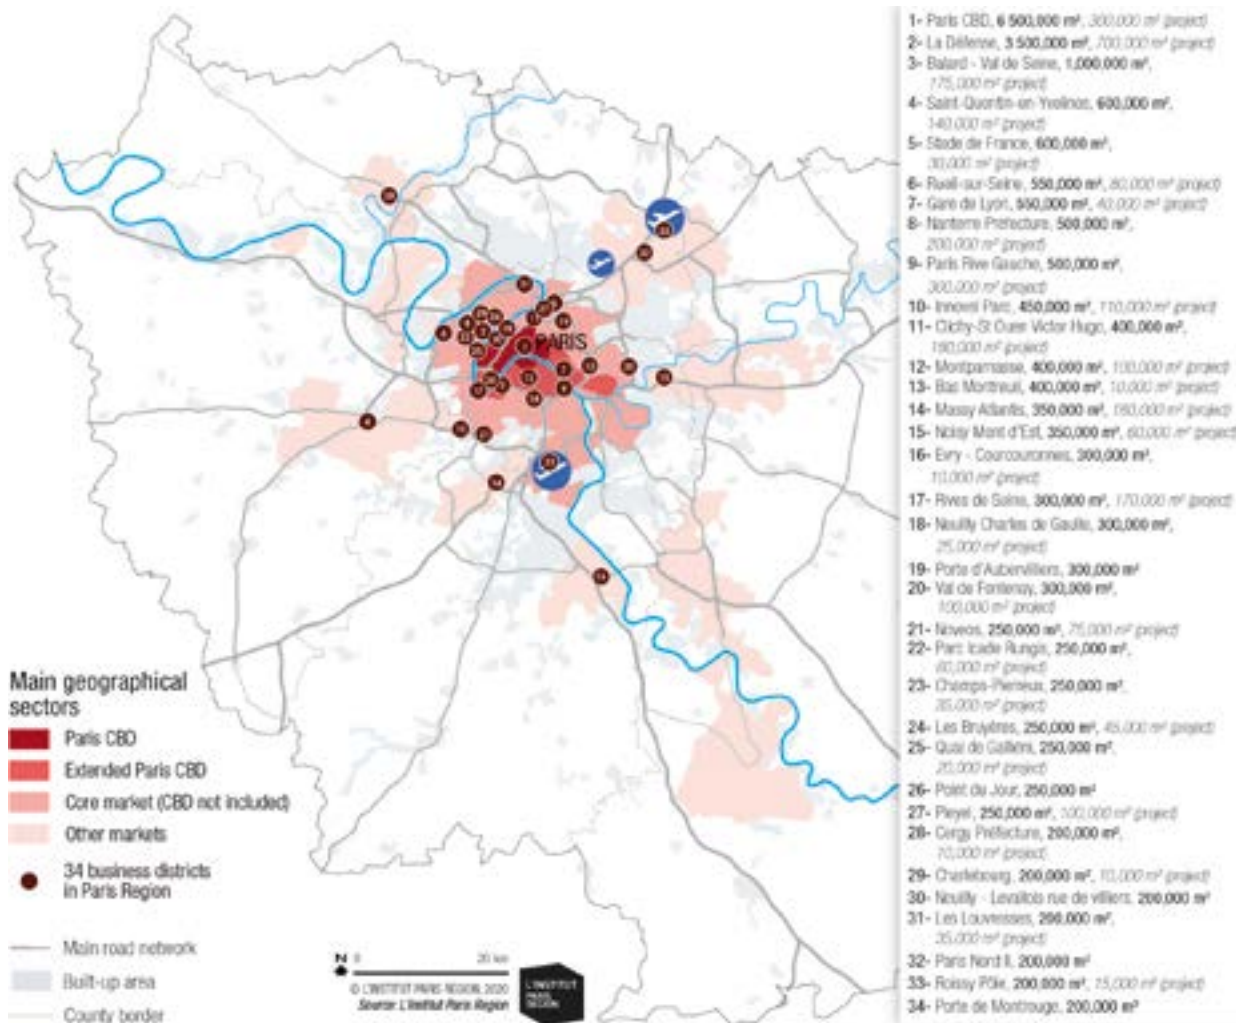 1- Paris CBD, 6 500,000 m², 300,000 m² (project)
2- La Défense, 3 500,000 m², 700,000 m² (project)
3- Balard - Val de Seine, 1,000,000 m²,
175,000 m² (project)
4- Saint-Quentin-en-Yvelines, 600,000 m²,
140,000 m² (project)
5- Stade de France, 600,000 m²,
30,000 m² (project)
6- Rueil-sur-Seine, 550,000 m², 80,000 m² (project)
7- Gare de Lyon, 550,000 m², 40,000 m² (project)
8- Nanterre Préfecture, 500,000 m²,
200,000 m² (project)
9- Paris Rive Gauche, 500,000 m²,
300,000 m² (project)
10- Innovel Parc, 450,000 m², 110,000 m² (project)
11- Clichy-St Ouen Victor Hugo, 400,000 m²,
m² (project)
12- Montparnasse, 400,000 m², 100,000 m² (project)
13- Bas Montreuil, 400,000 m², 10,000 m² (project)
14- Massy Atlantis, 350,000 m², m² (project)
15- Noisy Mont d'Est, 350,000 m², 60,000 m² (project)
16- Evry - Courcouronnes, 300,000 m²,
10,000 m² (project)
17- Rives de Seine, 300,000 m², 170,000 m² (project)
18- Neuilly Charles de Gaulle, 300,000 m²,
25,000 m² (project)
19- Porte d'Aubervilliers, 300,000 m²
20- Val de Fontenay, 300,000 m²,
100,000 m² (project)
21- Noveos, 250,000 m², 75,000 m² (project)
22- Parc Icade Rungis, 250,000 m²,
m² (project)
23- 250,000 m²,
m² (project)
24- Les Bruyères, 250,000 m², 45,000 m² (project)
25- Quai de Gallieni, 250,000 m²,
20,000 m² (project)
26- Point du Jour, 250,000 m²
27- Pleyel, 250,000 m², 100,000 m² (project)
28- Cergy Préfecture, 200,000 m²,
10,000 m² (project)
29- Charlebourg, 200,000 m², 10,000 m² (project)
30- Neuilly - Levallois rue de villiers, 200,000 m²
31- Les Louvresses, 200,000 m²,
35,000 m² (project)
32- Paris Nord II, 200,000 m²
33- Roissy Pôle, 200,000 m², 15,000 m² (project)
34- Porte de Montrouge, 200,000 m²
PARIS
Main geographical
sectors
Paris CBD
Extended Paris CBD
Core market (CBD not included)
Other markets
34 business districts
in Paris Region
Main road network
Built-up area
County border
N 0 20 km
© L'INSTITUT PARIS REGION, 2020
Source: L'Institut Paris Region
L'INSTITUT
PARIS
REGION